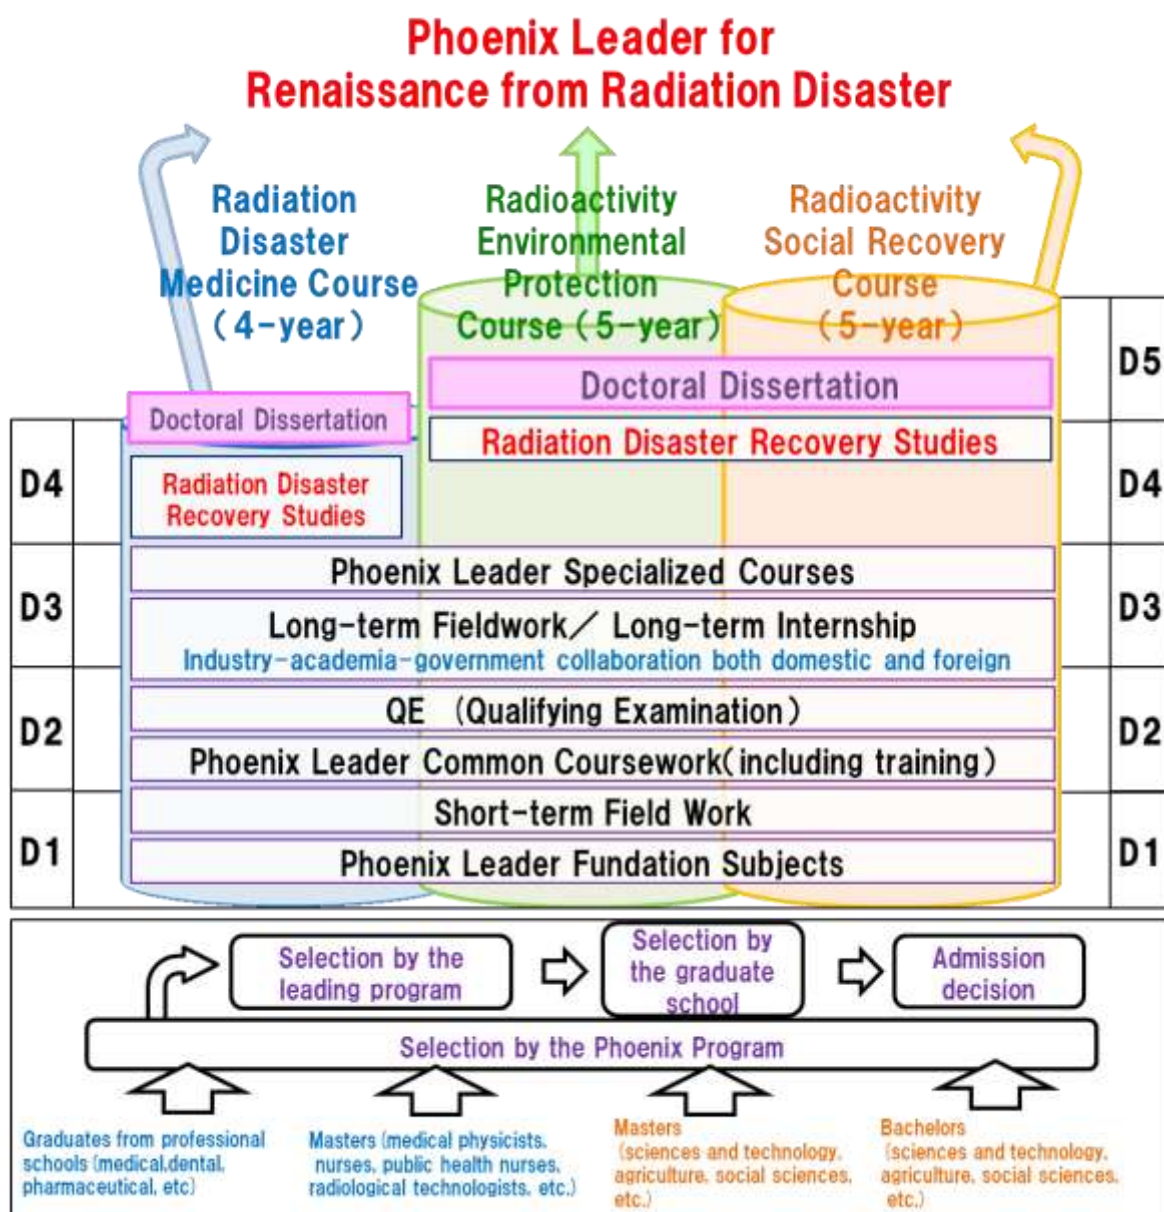 Phoenix Leader for
Renaissance from Radiation Disaster
Radiation
Disaster
Medicine Course
(4-year)
Radioactivity
Environmental
Protection
Course (5-year)
Radioactivity
Social Recovery
Course
(5-year)
D5
Doctoral Dissertation
Doctoral Dissertation
Radiation Disaster Recovery Studies
D4
Radiation Disaster
Recovery Studies
D4
Phoenix Leader Specialized Courses
D3
Long-term Fieldwork／ Long-term Internship
Industry-academia-government collaboration both domestic and foreign
D3
QE （Qualifying Examination）
D2
Phoenix Leader Common Coursework(including training)
D2
Short-term Field Work
D1
Phoenix Leader Fundation Subjects
D1
Selection by the
leading program
Selection by
the graduate
school
Admission
decision
Selection by the Phoenix Program
Graduates from professional
schools (medical,dental,
pharmaceutical, etc)
Masters (medical physicists,
nurses, public health nurses,
radiological technologists, etc.)
Masters
(sciences and technology,
agriculture, social sciences,
etc.)
Bachelors
(sciences and technology,
agriculture, social sciences,
etc.)